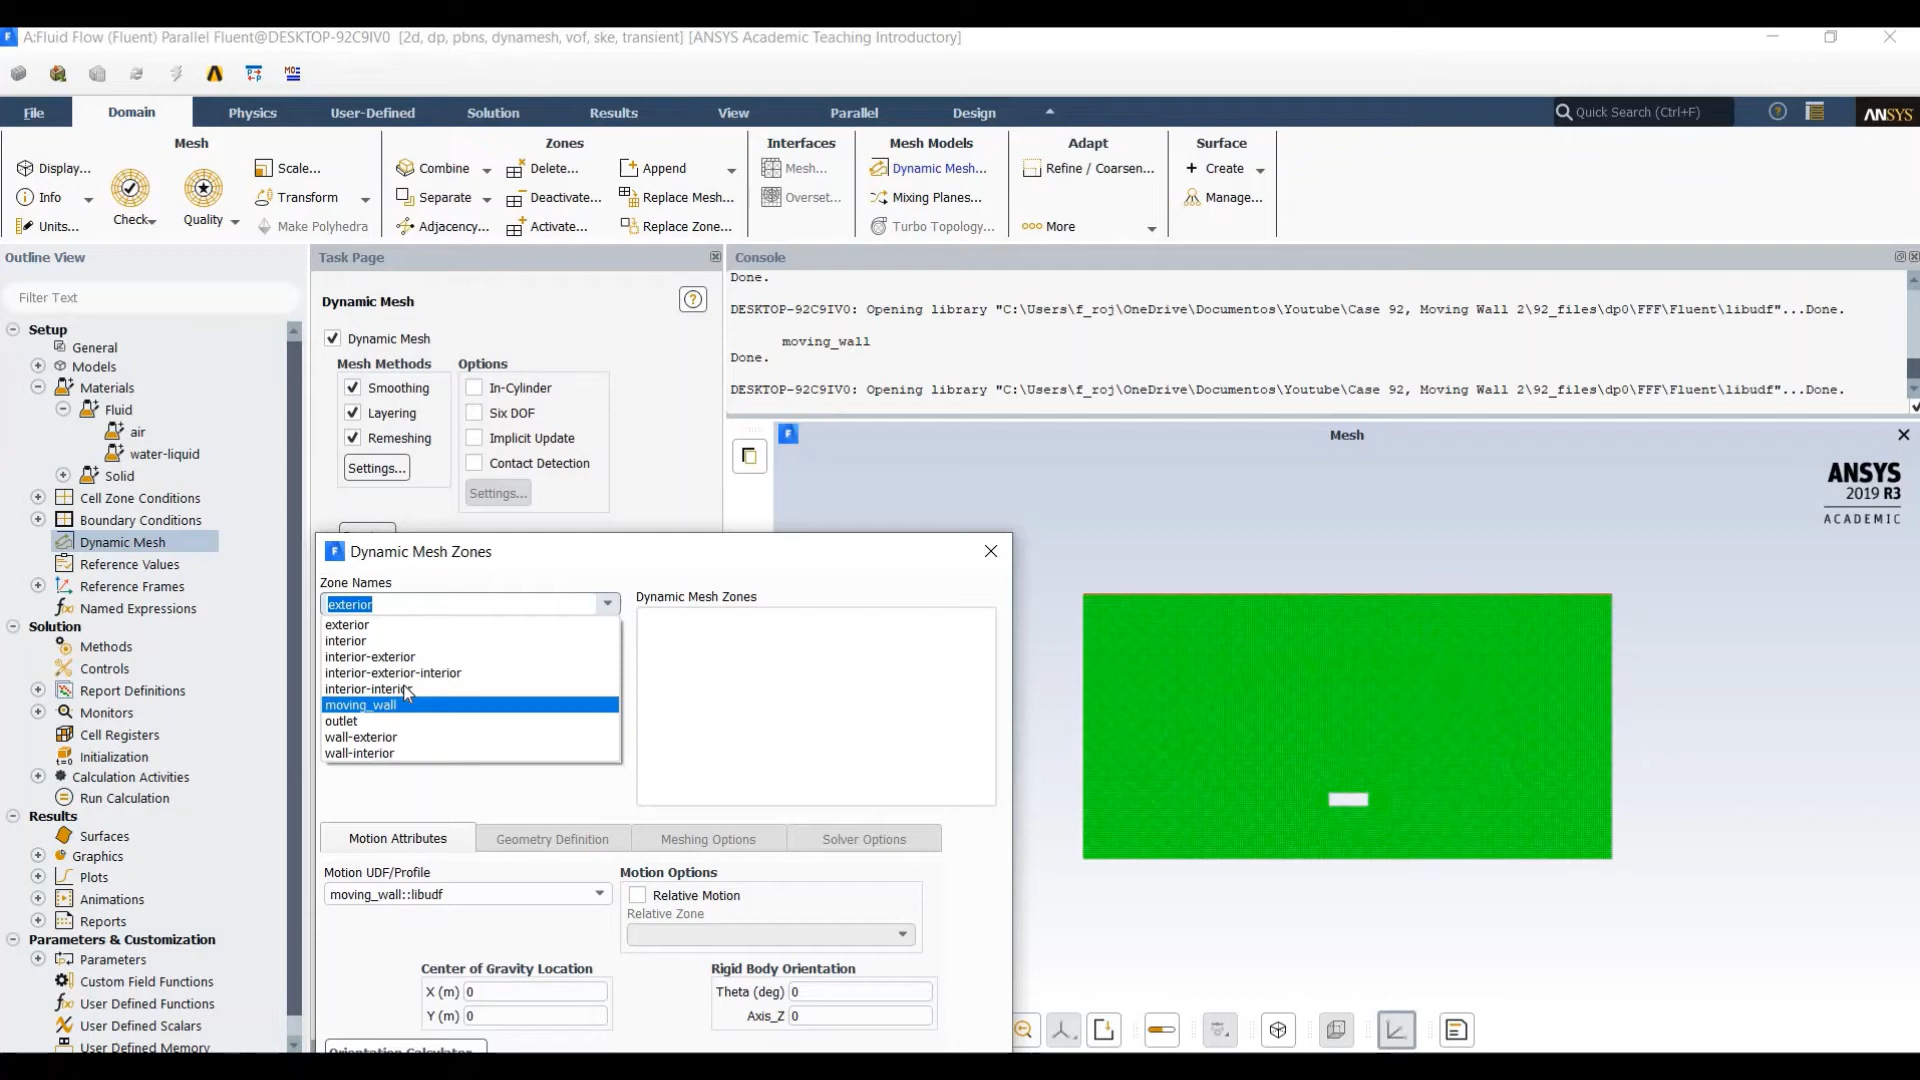 A:Fluid Flow (Fluent) Parallel Fluent@DESKTOP-92C9IV0 [2d, dp, pbns, dynamesh, vof, ske, transient] [ANSYS Academic Teaching Introductory]
File
Domain
Physics
User-Defined
Solution
Results
View
Parallel
Design
Quick Search (Ctrl+F)
ANSYS
Mesh
Display...
Info
Units...
Check
Quality
Scale...
Transform
Make Polyhedra
Zones
Combine
Separate
Adjacency...
Delete...
Deactivate...
Activate...
Append
Replace Mesh...
Replace Zone...
Interfaces
Mesh...
Overset...
Mesh Models
Dynamic Mesh...
Mixing Planes...
Turbo Topology...
Adapt
Refine / Coarsen...
More
Surface
Create
Manage...
Outline View
Filter Text
Setup
General
Models
Materials
Fluid
air
water-liquid
Solid
Cell Zone Conditions
Boundary Conditions
Dynamic Mesh
Reference Values
Reference Frames
Named Expressions
Solution
Methods
Controls
Report Definitions
Monitors
Cell Registers
Initialization
Calculation Activities
Run Calculation
Results
Surfaces
Graphics
Plots
Animations
Reports
Parameters & Customization
Parameters
Custom Field Functions
User Defined Functions
User Defined Scalars
User Defined Memory
Task Page
Dynamic Mesh
Dynamic Mesh
Mesh Methods
Smoothing
Layering
Remeshing
Settings...
Options
In-Cylinder
Six DOF
Implicit Update
Contact Detection
Settings...
Console
Done.
DESKTOP-92C9IV0: Opening library "C:\Users\f_roj\OneDrive\Documentos\Youtube\Case 92, Moving Wall 2\92_files\dp0\FFF\Fluent\libudf"...Done.
moving_wall
Done.
DESKTOP-92C9IV0: Opening library "C:\Users\f_roj\OneDrive\Documentos\Youtube\Case 92, Moving Wall 2\92_files\dp0\FFF\Fluent\libudf"...Done.
Mesh
ANSYS
2019 R3
ACADEMIC
Dynamic Mesh Zones
Zone Names
exterior
exterior
interior
interior-exterior
interior-exterior-interior
interior-interior
moving_wall
outlet
wall-exterior
wall-interior
Dynamic Mesh Zones
Motion Attributes
Geometry Definition
Meshing Options
Solver Options
Motion UDF/Profile
moving_wall::libudf
Motion Options
Relative Motion
Relative Zone
Center of Gravity Location
X (m) 0
Y (m) 0
Rigid Body Orientation
Theta (deg) 0
Axis_Z 0
Orientation Calculator